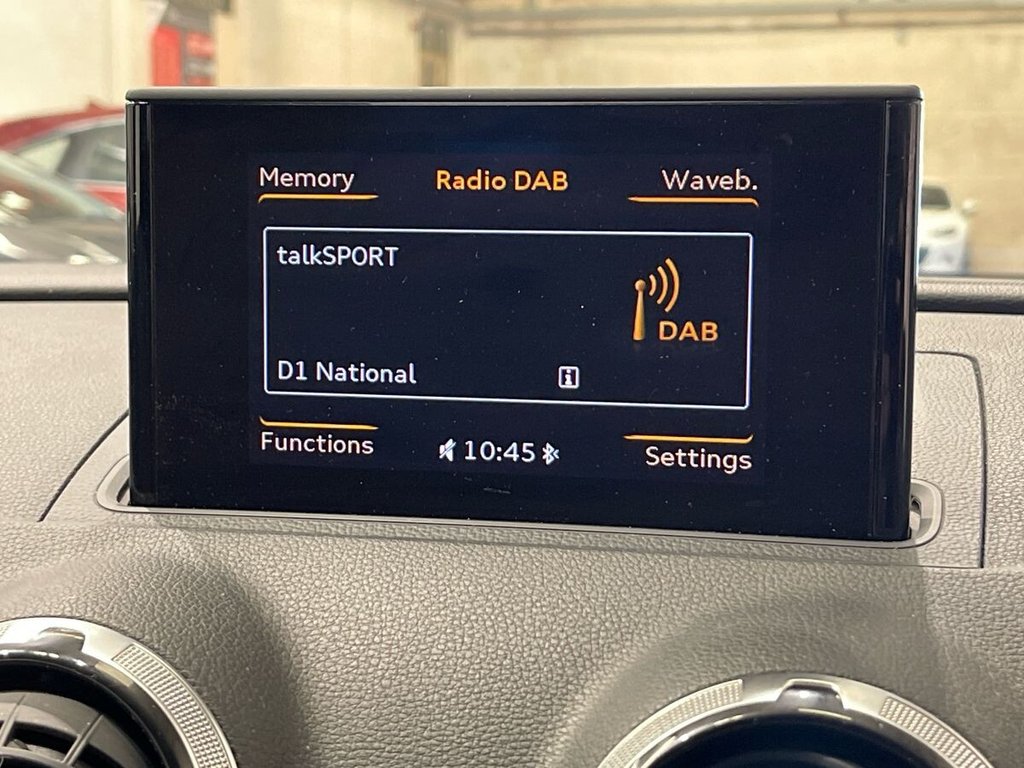 Memory Radio DAB Waveb.
talkSPORT
DAB
D1 National i
Functions 10:45 Settings